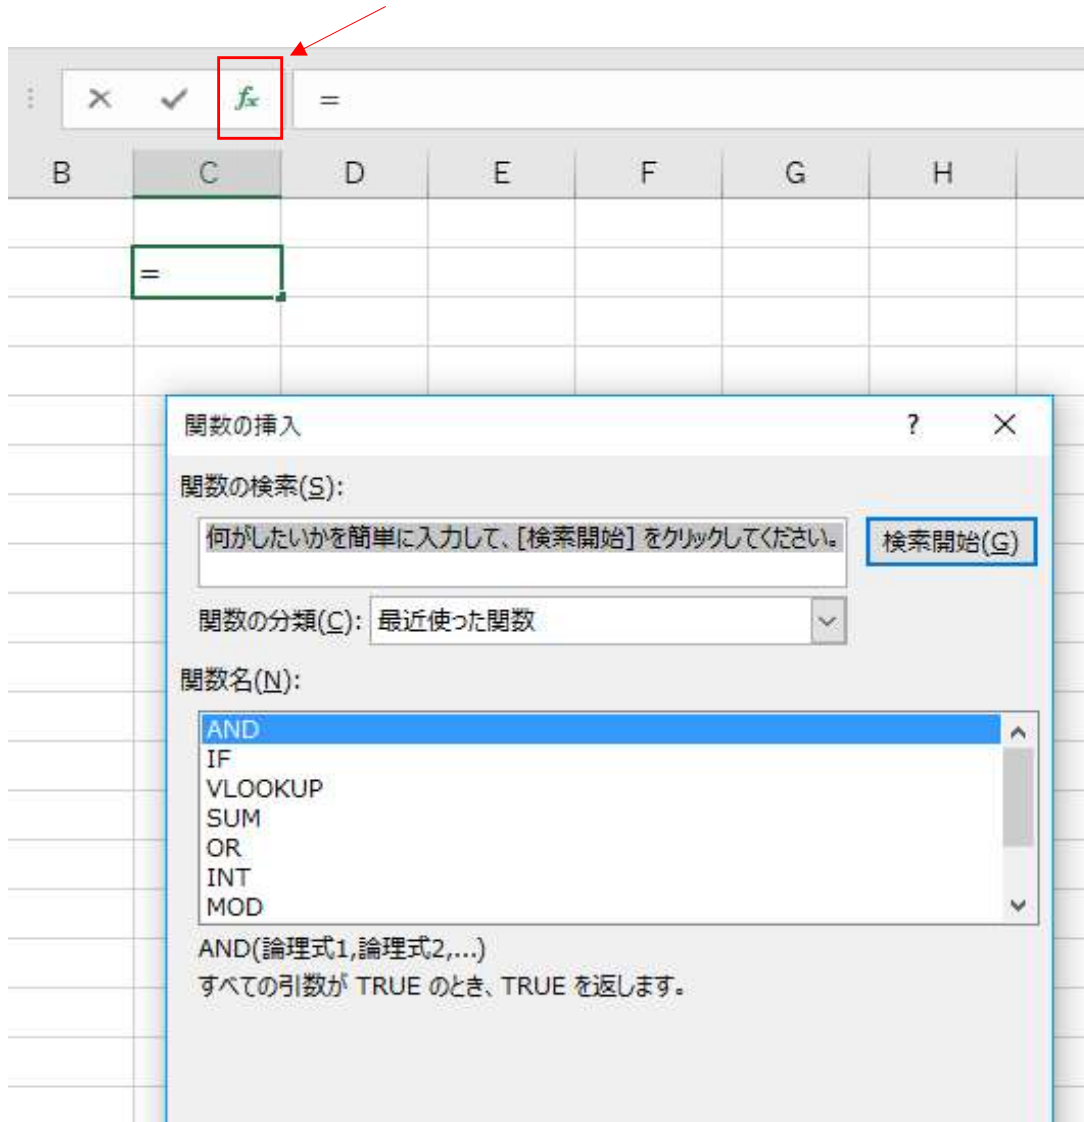 fx =
B C D E F G H
=
関数の挿入 ?
関数の検索(S):
何がしたいかを簡単に入力して、[検索開始] をクリックしてください。 検索開始(G)
関数の分類(C): 最近使った関数
関数名(N):
AND
IF
VLOOKUP
SUM
OR
INT
MOD
AND(論理式1,論理式2,...)
すべての引数が TRUE のとき、TRUE を返します。